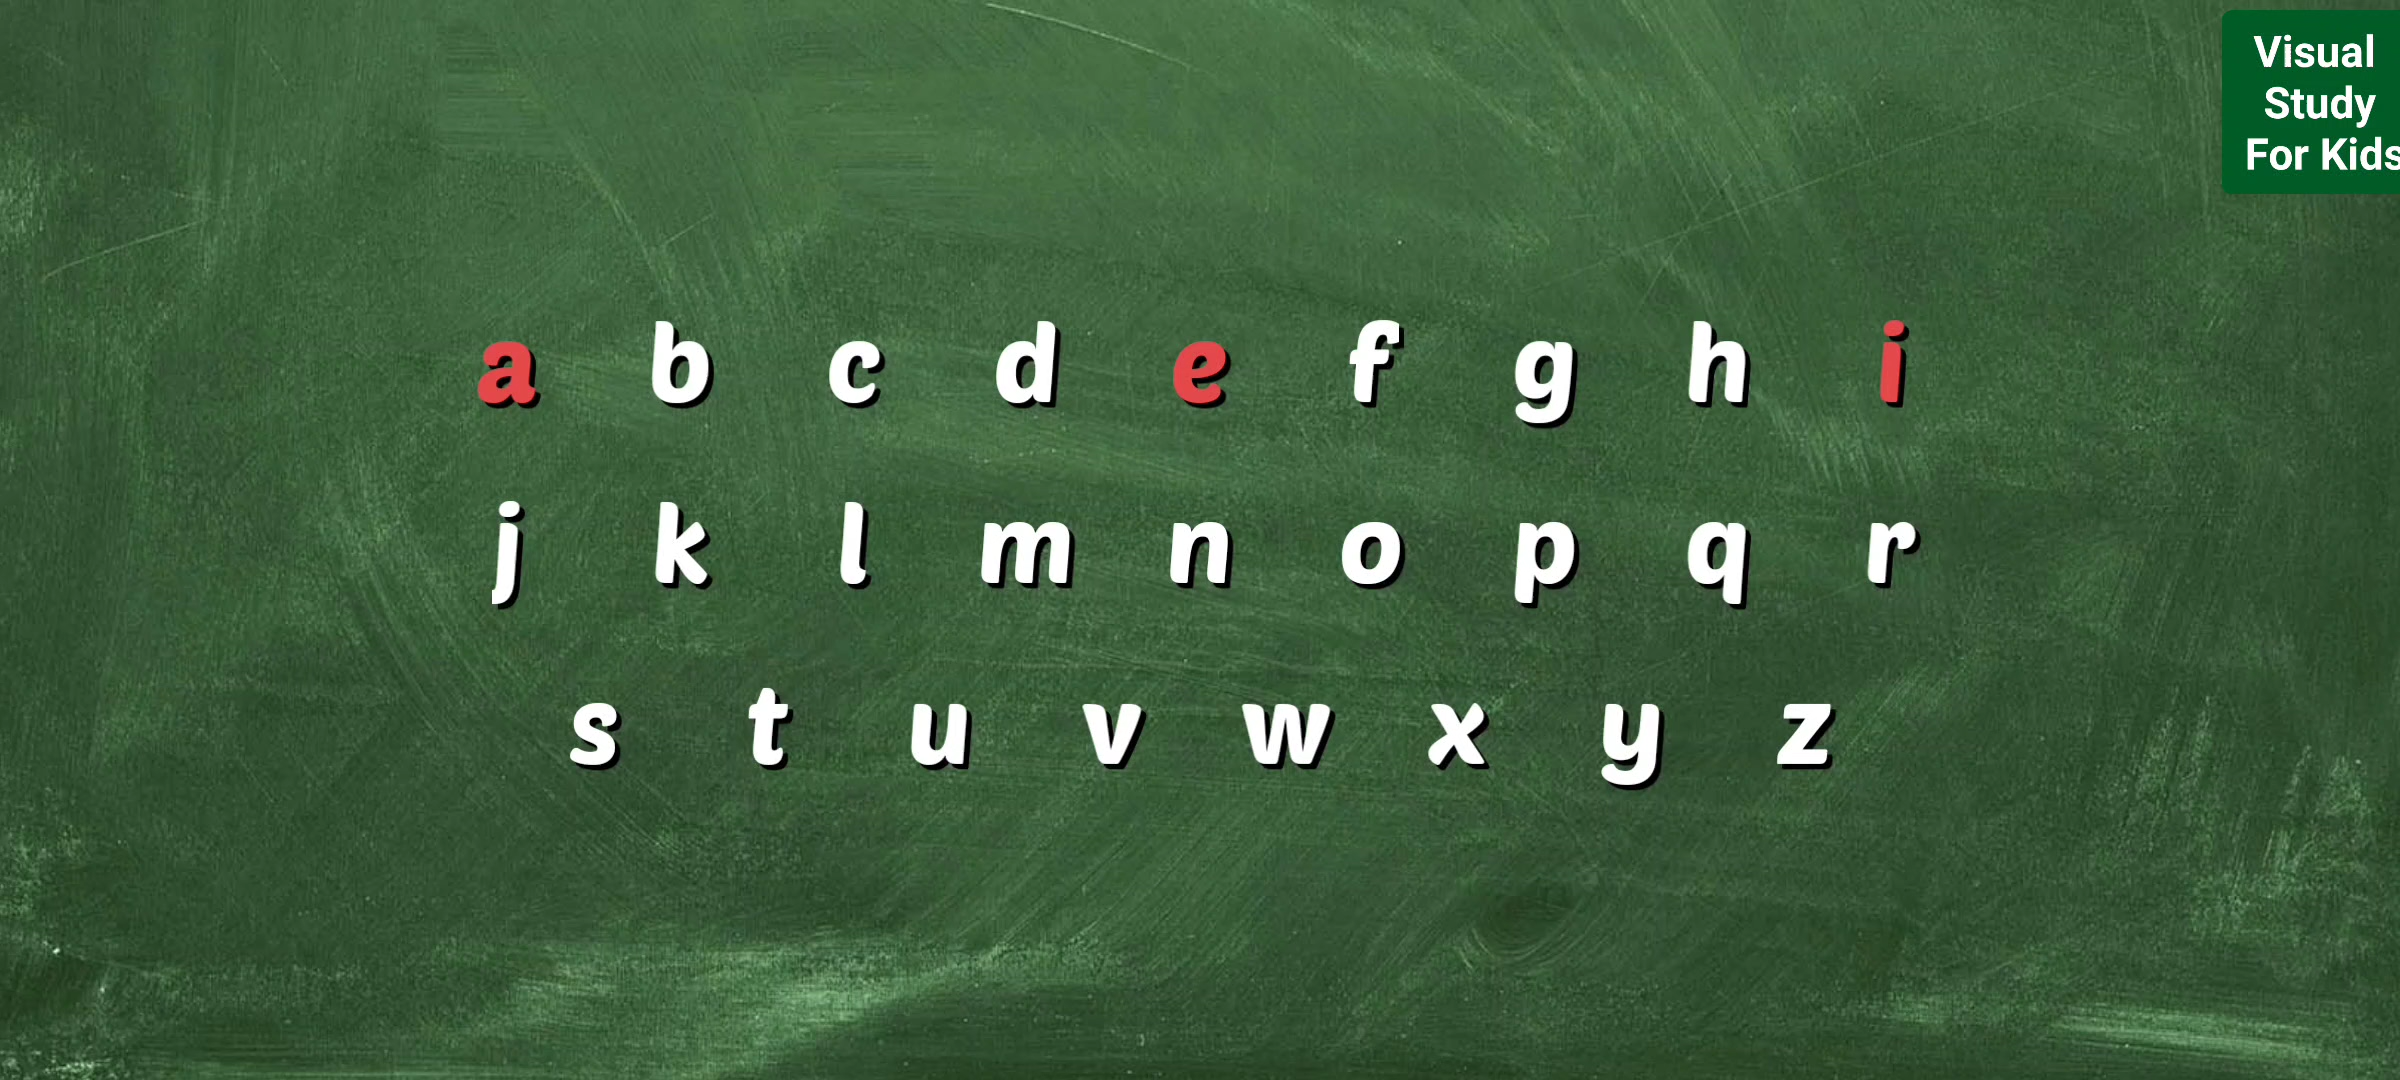 Visual
Study
For Kids
a b c d e f g h i
j k l m n o p q r
s t u v w x y z